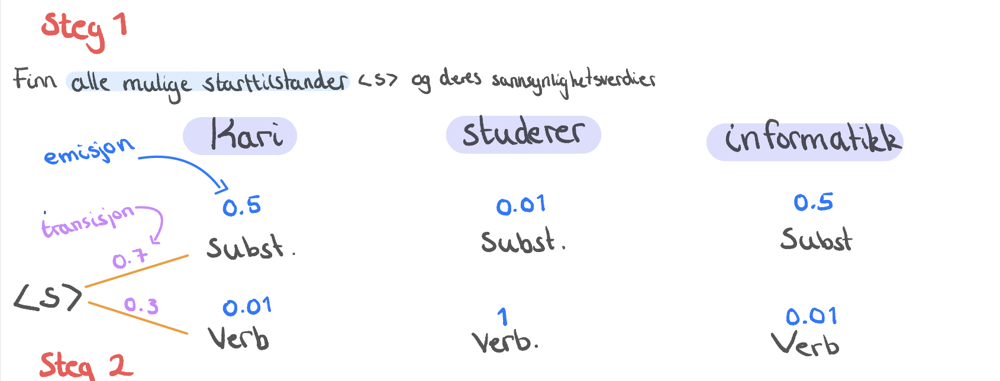 Steg 1
Finn alle mulige starttilstander <S> og deres sannsynlighetsverdier
Kari studerer informatikk
emisjon
0.5 0.01 0.5
transisjon
0.7 Subst. Subst. Subst
<S>
0.3 0.01 1 0.01
Verb Verb. Verb
Steg 2